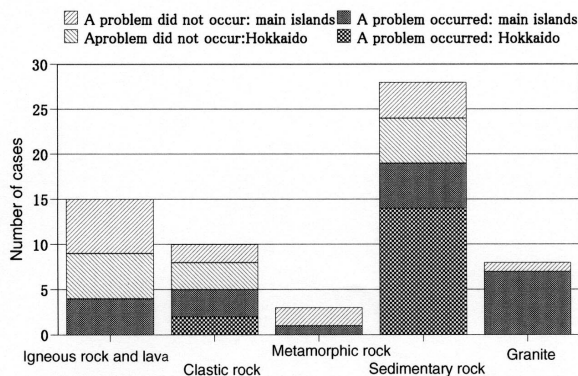 A problem did not occur: main islands
A problem occurred: main islands
Aproblem did not occur:Hokkaido
A problem occurred: Hokkaido
30
25
20
15
10
5
0
Number of cases
Igneous rock and lava
Clastic rock
Metamorphic rock
Sedimentary rock
Granite